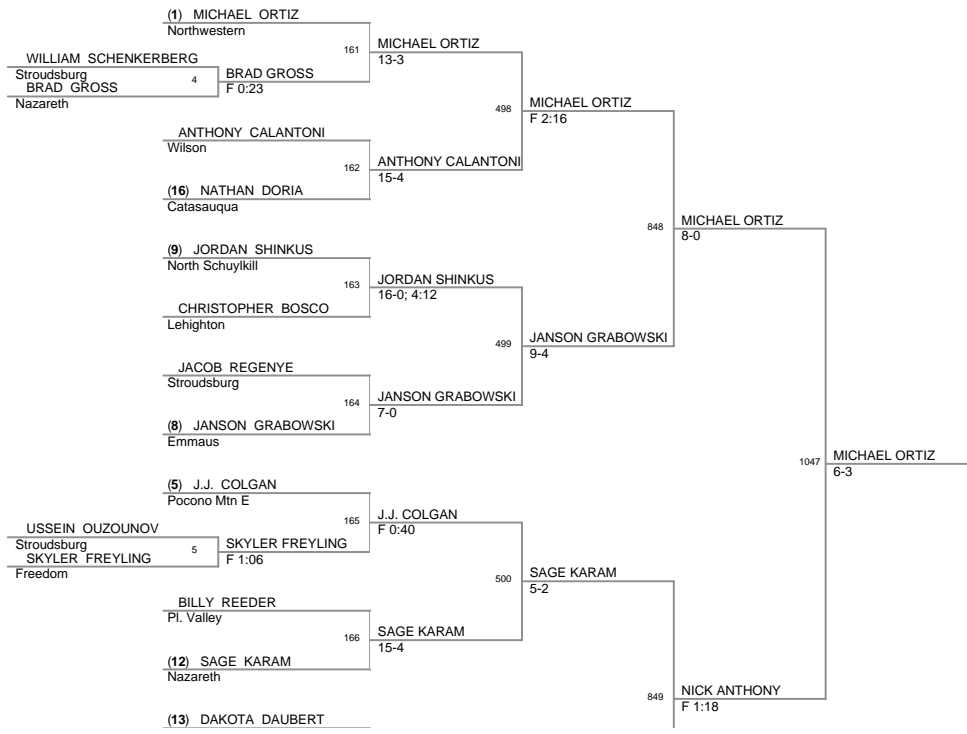 (1) MICHAEL ORTIZ
Northwestern
161
MICHAEL ORTIZ
13-3
WILLIAM SCHENKERBERG
Stroudsburg
4
BRAD GROSS
F 0:23
BRAD GROSS
Nazareth
498
MICHAEL ORTIZ
F 2:16
ANTHONY CALANTONI
Wilson
162
ANTHONY CALANTONI
15-4
(16) NATHAN DORIA
Catasauqua
848
MICHAEL ORTIZ
8-0
(9) JORDAN SHINKUS
North Schuylkill
163
JORDAN SHINKUS
16-0; 4:12
CHRISTOPHER BOSCO
Lehighton
499
JANSON GRABOWSKI
9-4
JACOB REGENYE
Stroudsburg
164
JANSON GRABOWSKI
7-0
(8) JANSON GRABOWSKI
Emmaus
1047
MICHAEL ORTIZ
6-3
(5) J.J. COLGAN
Pocono Mtn E
165
J.J. COLGAN
F 0:40
USSEIN OUZOUNOV
Stroudsburg
5
SKYLER FREYLING
F 1:06
SKYLER FREYLING
Freedom
500
SAGE KARAM
5-2
BILLY REEDER
Pl. Valley
166
SAGE KARAM
15-4
(12) SAGE KARAM
Nazareth
849
NICK ANTHONY
F 1:18
(13) DAKOTA DAUBERT